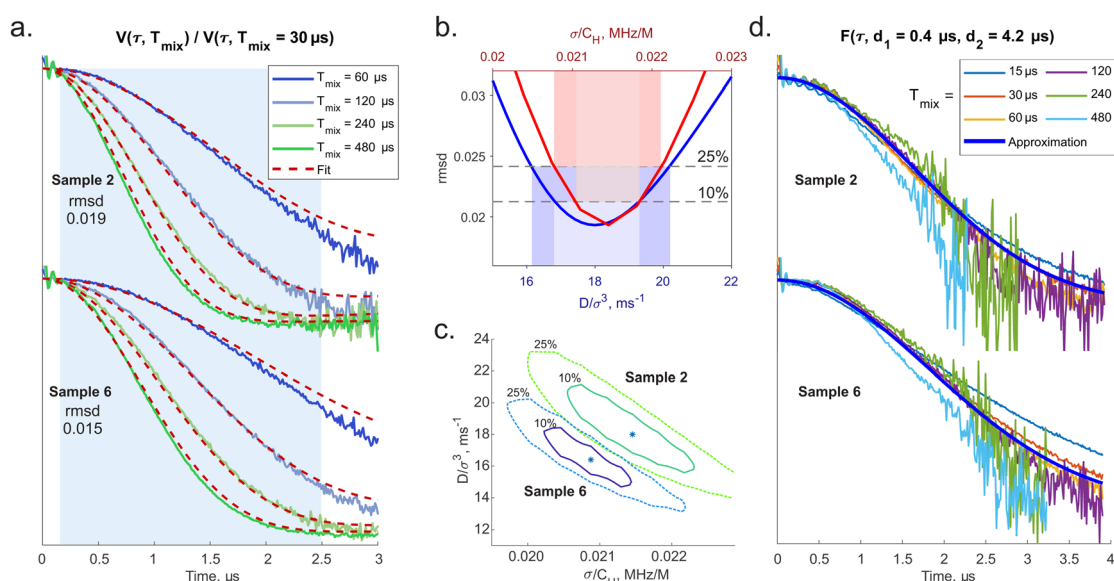 a.
V(τ, Tmix) / V(τ, Tmix = 30 µs)
Tmix = 60 µs
Tmix = 120 µs
Tmix = 240 µs
Tmix = 480 µs
Fit
Sample 2
rmsd
0.019
Sample 6
rmsd
0.015
0 0.5 1 1.5 2 2.5 3
Time, µs
b.
σ/CH, MHz/M
0.02 0.021 0.022 0.023
rmsd
0.03
0.025
0.02
25%
10%
16 18 20 22
D/σ³, ms⁻¹
c.
D/σ³, ms⁻¹
24
22
20
18
16
14
12
25%
10%
Sample 2
25%
10%
Sample 6
0.020 0.021 0.022
σ/CH, MHz/M
d.
F(τ, d1 = 0.4 µs, d2 = 4.2 µs)
Tmix =
15 µs 120
30 µs 240
60 µs 480
Approximation
Sample 2
Sample 6
0 0.5 1 1.5 2 2.5 3 3.5 4
Time, µs